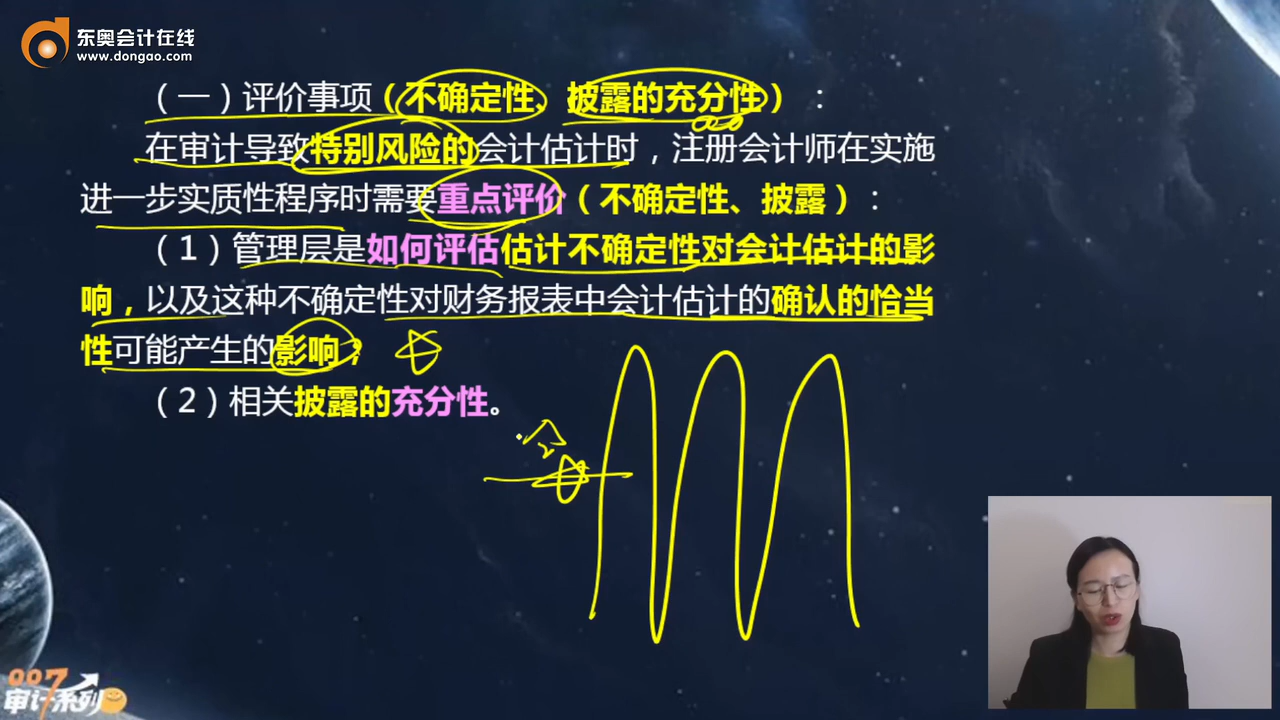 东奥会计在线
www.dongao.com
（一）评价事项（不确定性、披露的充分性）：
在审计导致特别风险的会计估计时，注册会计师在实施
进一步实质性程序时需要重点评价（不确定性、披露）：
（1）管理层是如何评估估计不确定性对会计估计的影
响，以及这种不确定性对财务报表中会计估计的确认的恰当
性可能产生的影响；
（2）相关披露的充分性。
007
审计系列